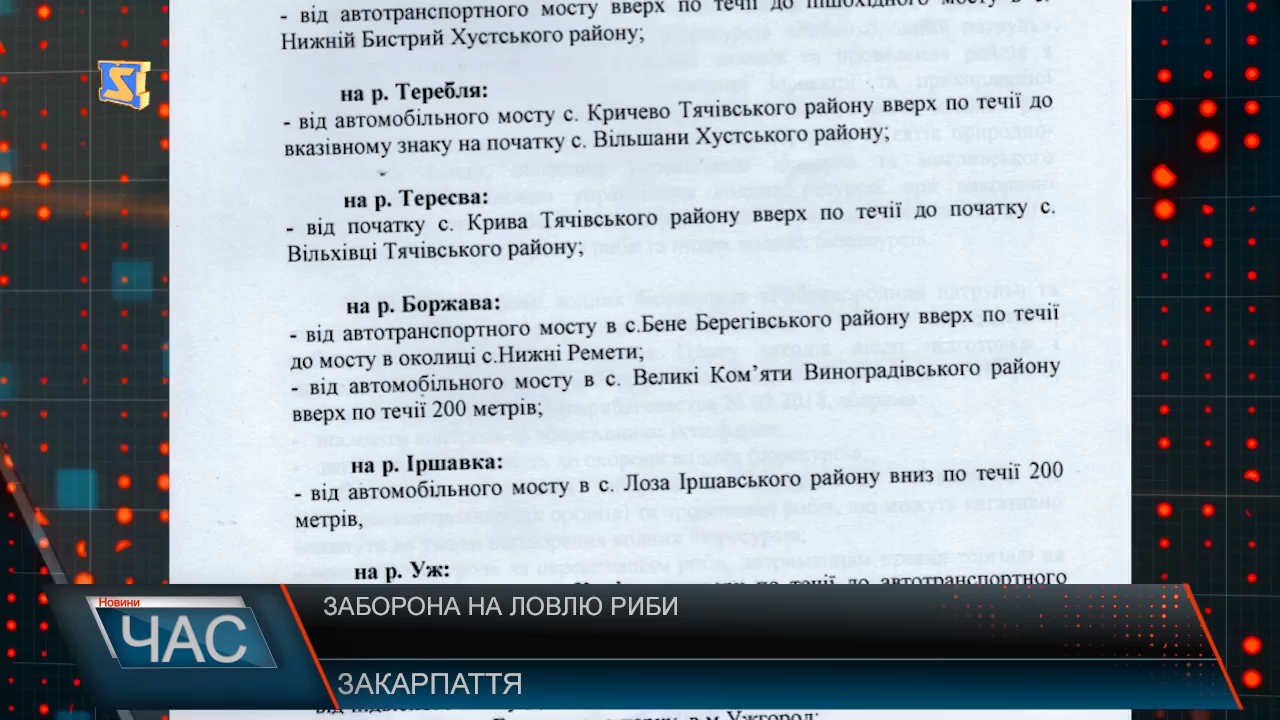 - від автотранспортного мосту вверх по течії до пішохідного мосту в с.
Нижній Бистрий Хустського району;
на р. Теребля:
- від автомобільного мосту с. Кричево Тячівського району вверх по течії до
вказівному знаку на початку с. Вільшани Хустського району;
на р. Тересва:
- від початку с. Крива Тячівського району вверх по течії до початку с.
Вільхівці Тячівського району;
на р. Боржава:
- від автотранспортного мосту в с.Бене Берегівського району вверх по течії
до мосту в околиці с.Нижні Ремети;
- від автомобільного мосту в с. Великі Ком’яти Виноградівського району
вверх по течії 200 метрів;
на р. Іршавка:
- від автомобільного мосту в с. Лоза Іршавського району вниз по течії 200
метрів,
на р. Уж:
по течії до автотранспортного
Новини
ЧАС
ЗАБОРОНА НА ЛОВЛЮ РИБИ
ЗАКАРПАТТЯ
в м.Ужгород;